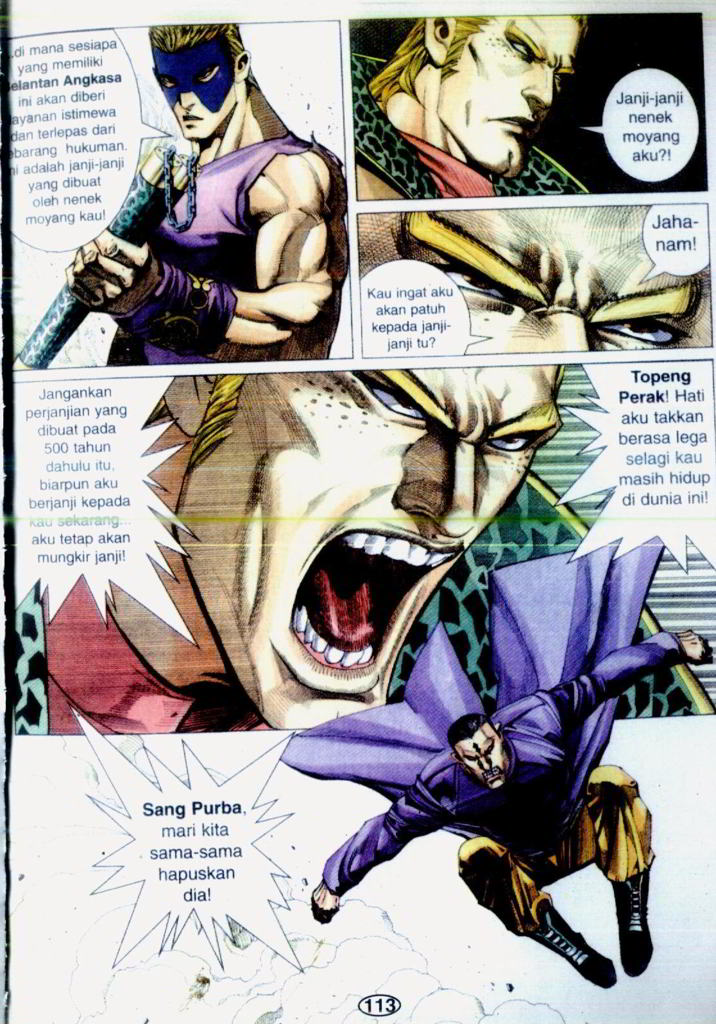 ..di mana sesiapa
yang memiliki
Belantan Angkasa
ini akan diberi
layanan istimewa
dan terlepas dari
sebarang hukuman.
Ini adalah janji-janji
yang dibuat
oleh nenek
moyang kau!
Janji-janji
nenek
moyang
aku?!
Jaha-
nam!
Kau ingat aku
akan patuh
kepada janji-
janji tu?
Jangankan
perjanjian yang
dibuat pada
500 tahun
dahulu itu,
biarpun aku
berjanji kepada
kau sekarang...
aku tetap akan
mungkir janji!
Topeng
Perak! Hati
aku takkan
berasa lega
selagi kau
masih hidup
di dunia ini!
Sang Purba,
mari kita
sama-sama
hapuskan
dia!
113